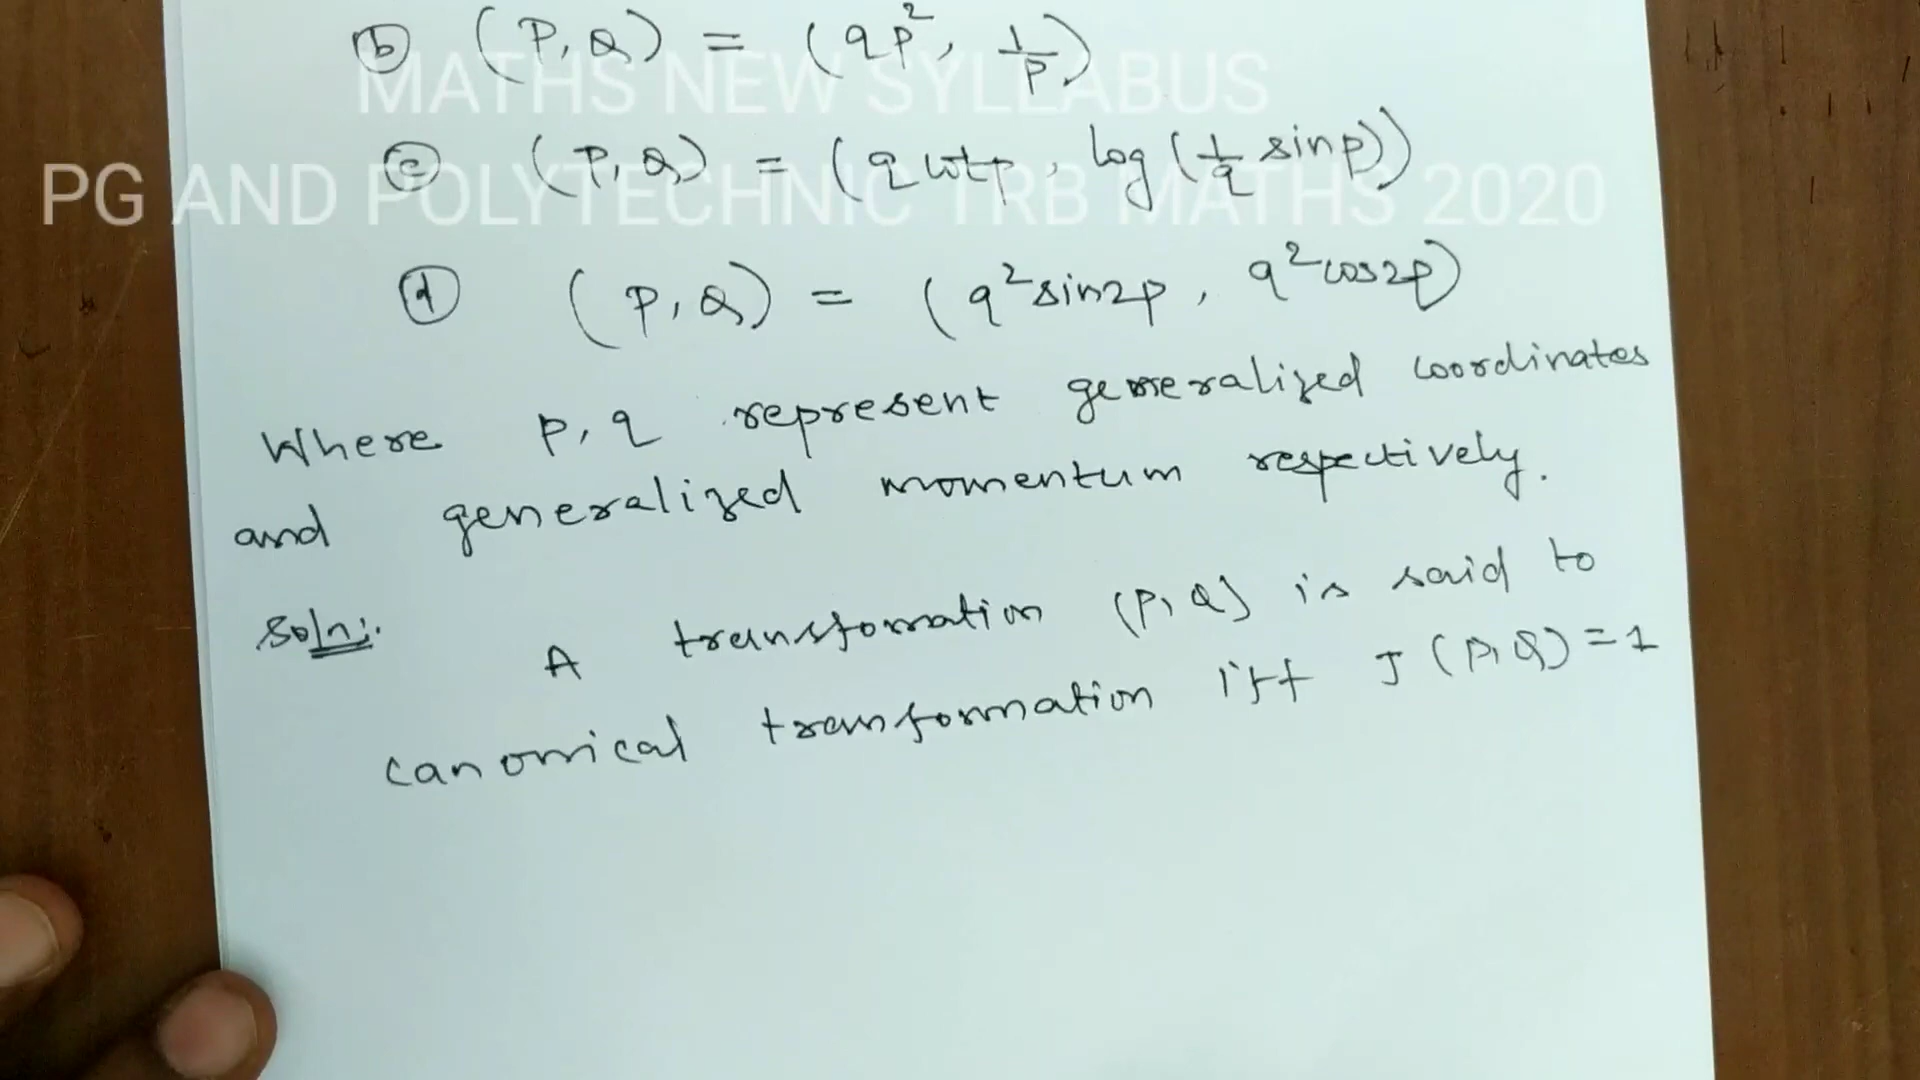 ⓑ (P, Q) = (qp², 1/p)
MATHS NEW SYLLABUS
ⓒ (P, Q) = (q cot p, log(1/q sin p))
PG AND POLYTECHNIC TRB MATHS 2020
ⓓ (P, Q) = (q² sin 2p, q² cos 2p)
Where p, q represent generalized coordinates
and generalized momentum respectively.
Soln: A transformation (P, Q) is said to
canonical transformation iff J (P, Q) = 1